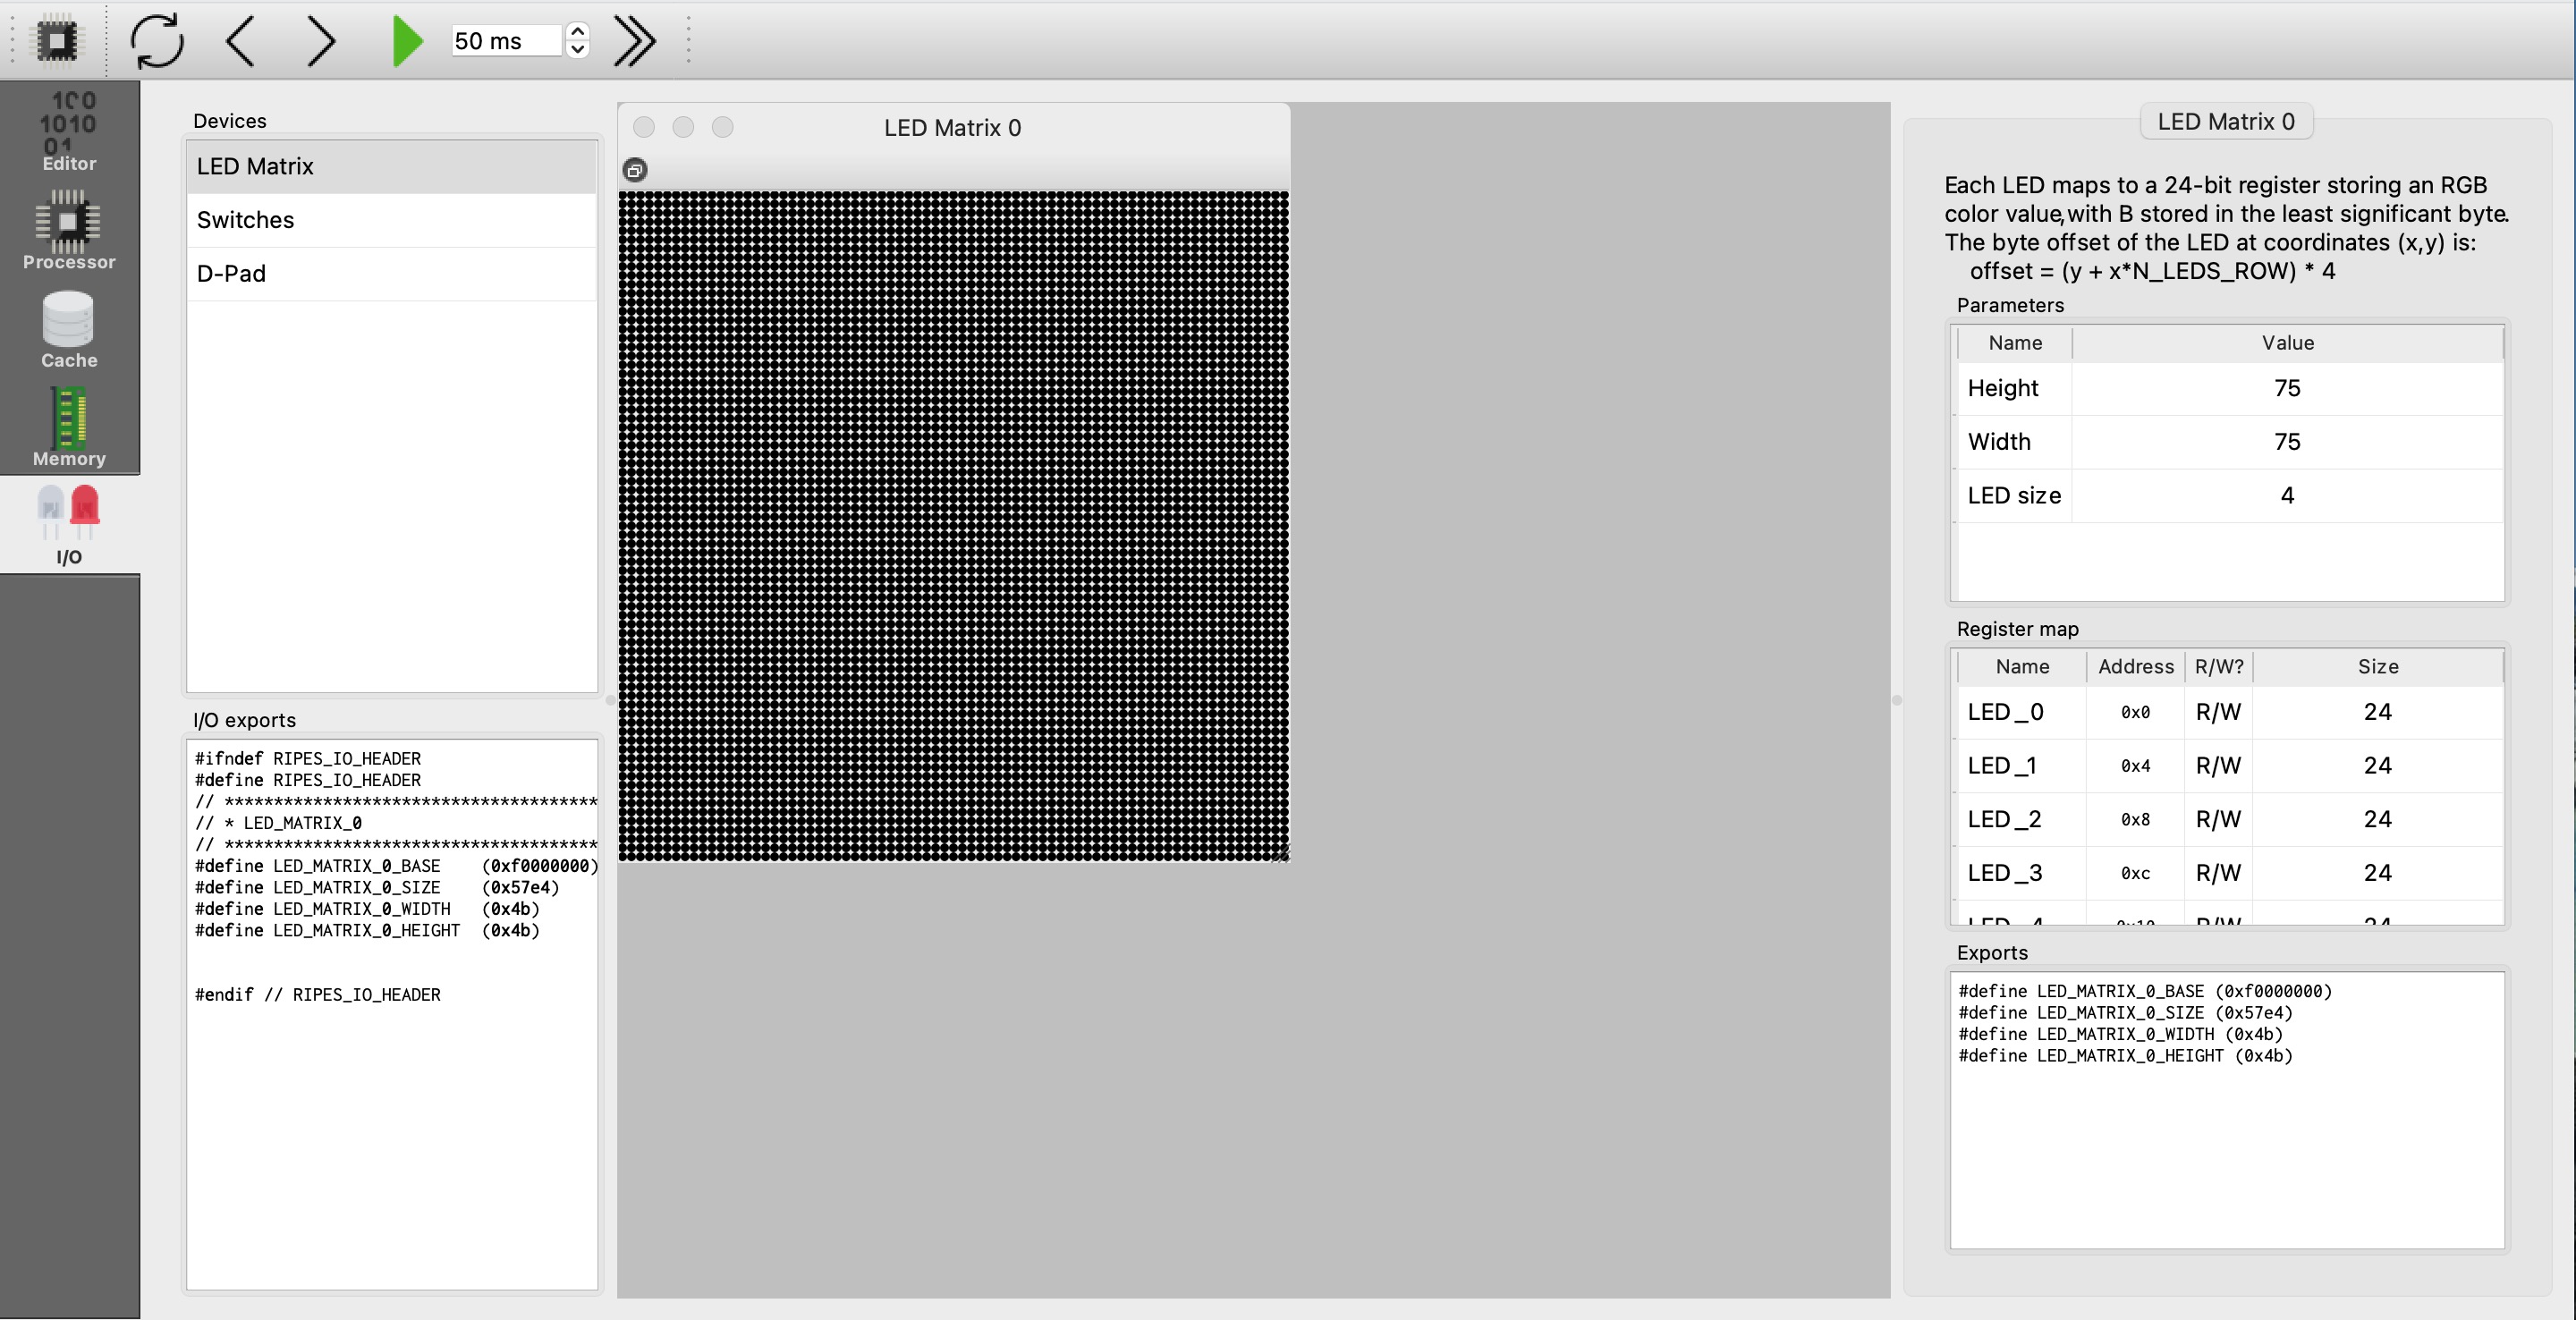 50 ms
Editor
Processor
Cache
Memory
I/O
Devices
LED Matrix
Switches
D-Pad
I/O exports
#ifndef RIPES_IO_HEADER
#define RIPES_IO_HEADER
// **************************************
// * LED_MATRIX_0
// **************************************
#define LED_MATRIX_0_BASE (0xf0000000)
#define LED_MATRIX_0_SIZE (0x57e4)
#define LED_MATRIX_0_WIDTH (0x4b)
#define LED_MATRIX_0_HEIGHT (0x4b)
#endif // RIPES_IO_HEADER
LED Matrix 0
LED Matrix 0
Each LED maps to a 24-bit register storing an RGB
color value, with B stored in the least significant byte.
The byte offset of the LED at coordinates (x,y) is:
offset = (y + x*N_LEDS_ROW) * 4
Parameters
Name Value
Height 75
Width 75
LED size 4
Register map
Name Address R/W? Size
LED_0 0x0 R/W 24
LED_1 0x4 R/W 24
LED_2 0x8 R/W 24
LED_3 0xc R/W 24
LED_4 0x10 R/W 24
Exports
#define LED_MATRIX_0_BASE (0xf0000000)
#define LED_MATRIX_0_SIZE (0x57e4)
#define LED_MATRIX_0_WIDTH (0x4b)
#define LED_MATRIX_0_HEIGHT (0x4b)